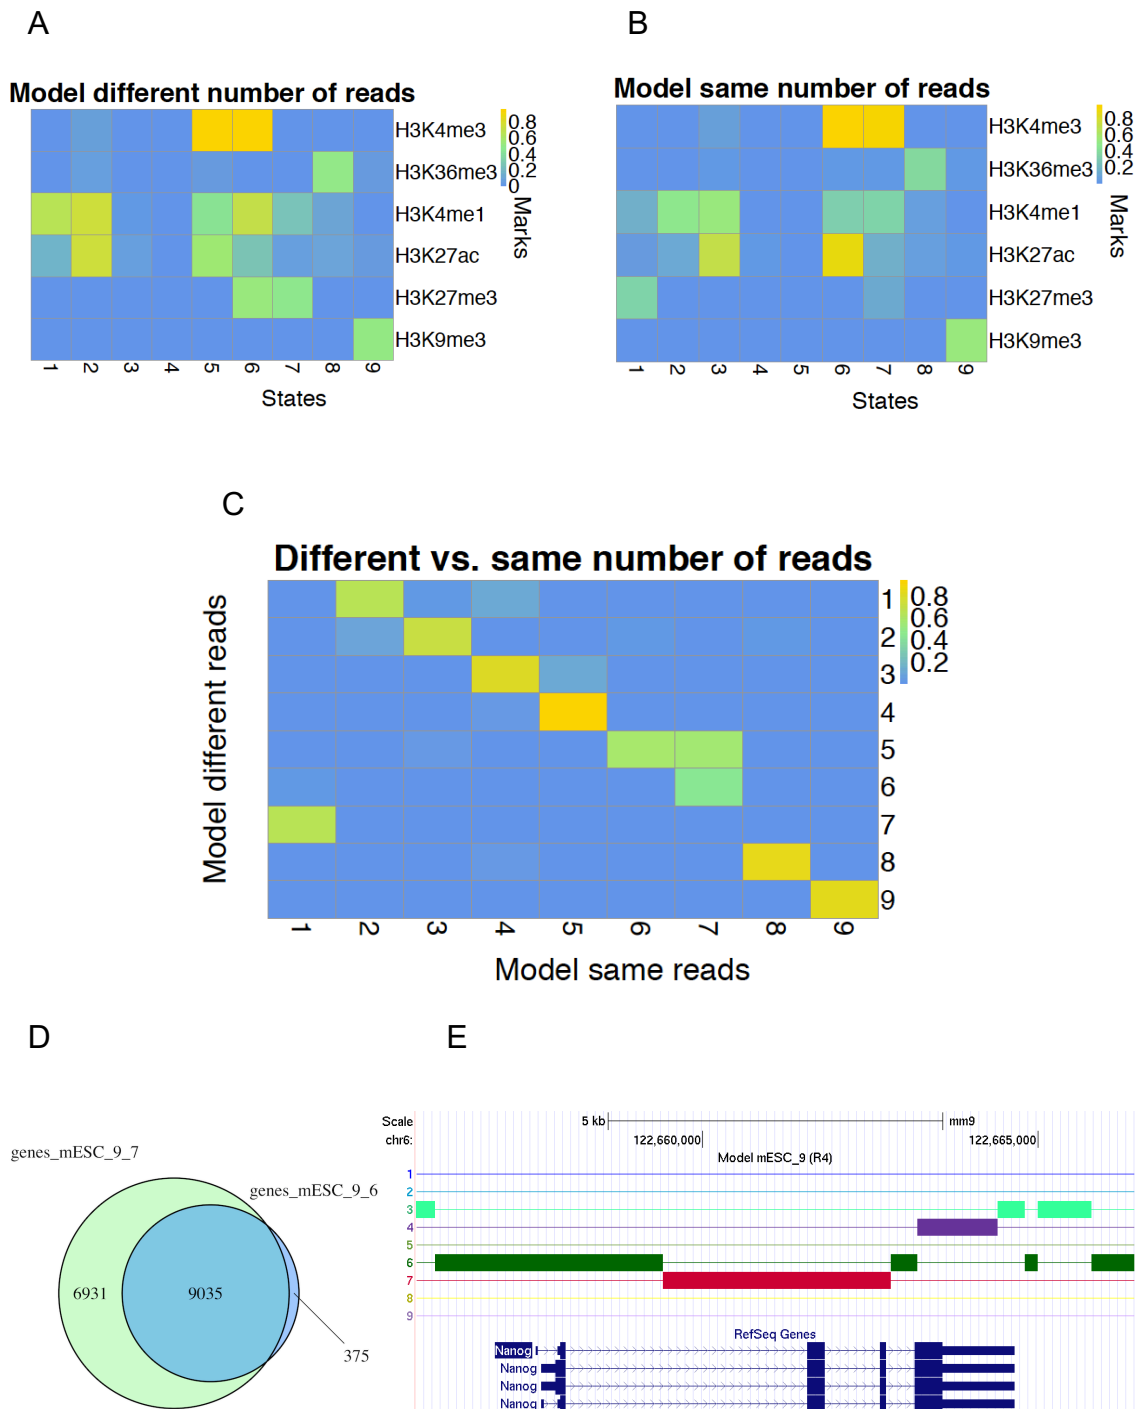 A
B
Model different number of reads
Model same number of reads
H3K4me3
H3K36me3
H3K4me1
H3K27ac
H3K27me3
H3K9me3
0.8
0.6
0.4
0.2
0
Marks
1 2 3 4 5 6 7 8 9
States
H3K4me3
H3K36me3
H3K4me1
H3K27ac
H3K27me3
H3K9me3
0.8
0.6
0.4
0.2
Marks
1 2 3 4 5 6 7 8 9
States
C
Different vs. same number of reads
Model different reads
1
2
3
4
5
6
7
8
9
0.8
0.6
0.4
0.2
1 2 3 4 5 6 7 8 9
Model same reads
D
genes_mESC_9_7
genes_mESC_9_6
6931
9035
375
E
Scale 5 kb mm9
chr6: 122,660,000 122,665,000
Model mESC_9 (R4)
1
2
3
4
5
6
7
8
9
RefSeq Genes
Nanog
Nanog
Nanog
Nanog